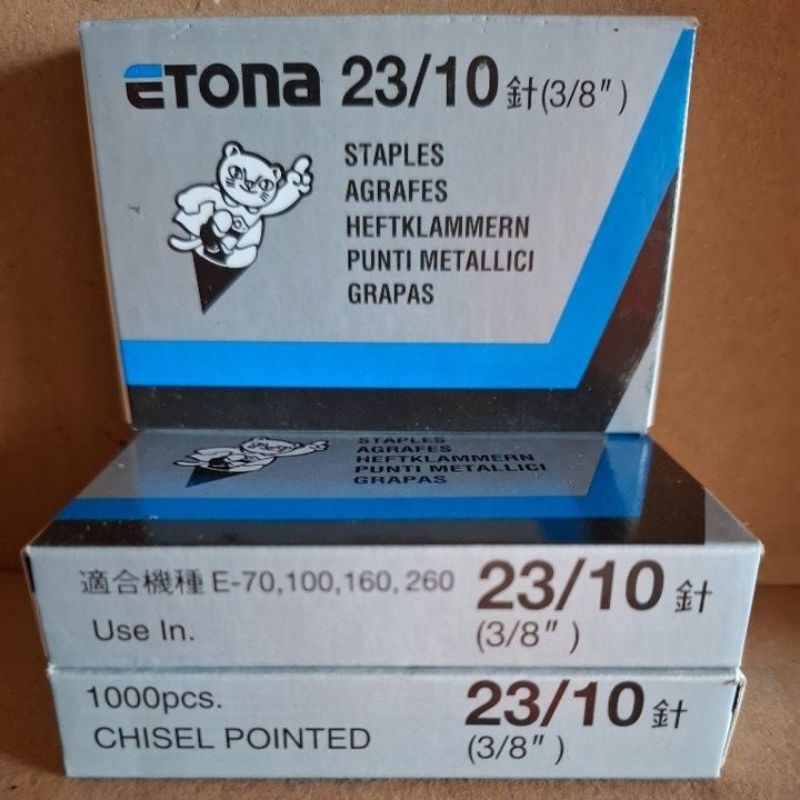 ETONA 23/10 針(3/8")
STAPLES
AGRAFES
HEFTKLAMMERN
PUNTI METALLICI
GRAPAS
STAPLES
AGRAFES
HEFTKLAMMERN
PUNTI METALLICI
GRAPAS
適合機種 E-70,100,160,260 23/10 針
Use In. (3/8")
1000pcs. 23/10 針
CHISEL POINTED (3/8")